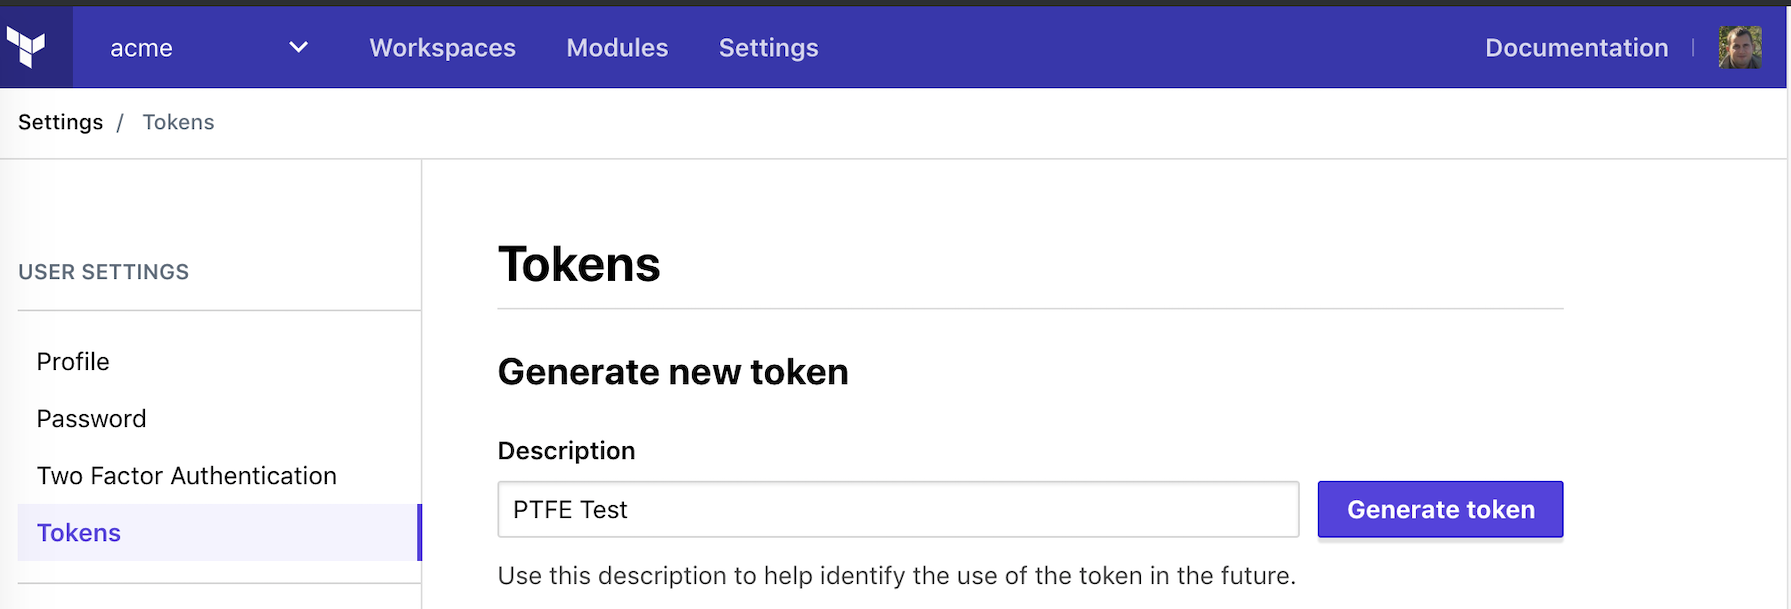 acme Workspaces Modules Settings Documentation
Settings / Tokens
USER SETTINGS
Profile
Password
Two Factor Authentication
Tokens
Tokens
Generate new token
Description
PTFE Test Generate token
Use this description to help identify the use of the token in the future.